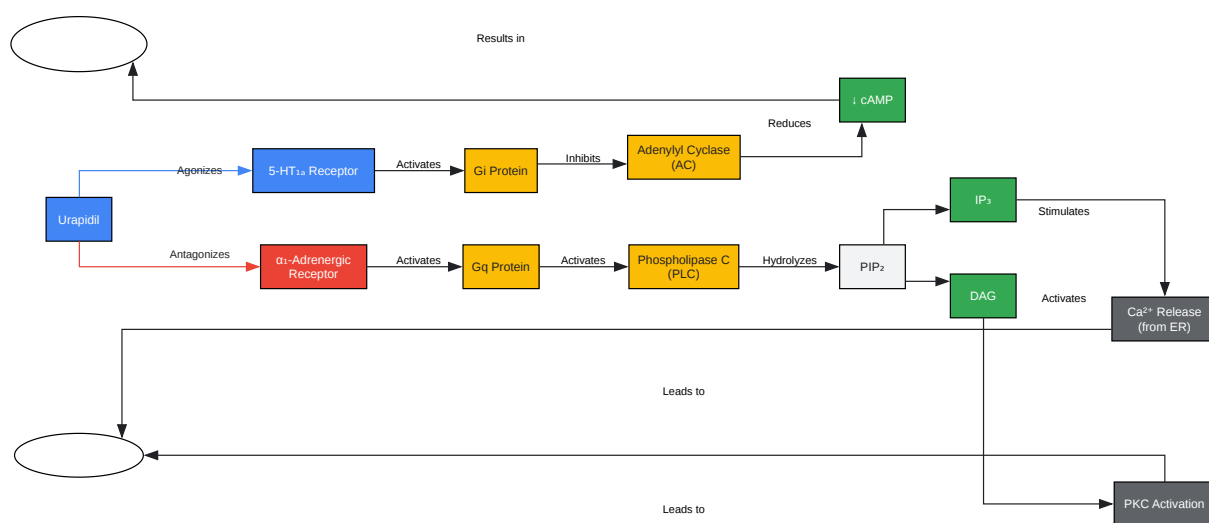 Results in
↓ cAMP
Reduces
Adenylyl Cyclase
(AC)
Inhibits
Agonizes
5-HT₁ₐ Receptor
Activates
Gi Protein
IP₃
Stimulates
Urapidil
Antagonizes
α₁-Adrenergic
Receptor
Activates
Gq Protein
Activates
Phospholipase C
(PLC)
Hydrolyzes
PIP₂
DAG
Activates
Ca²⁺ Release
(from ER)
Leads to
PKC Activation
Leads to